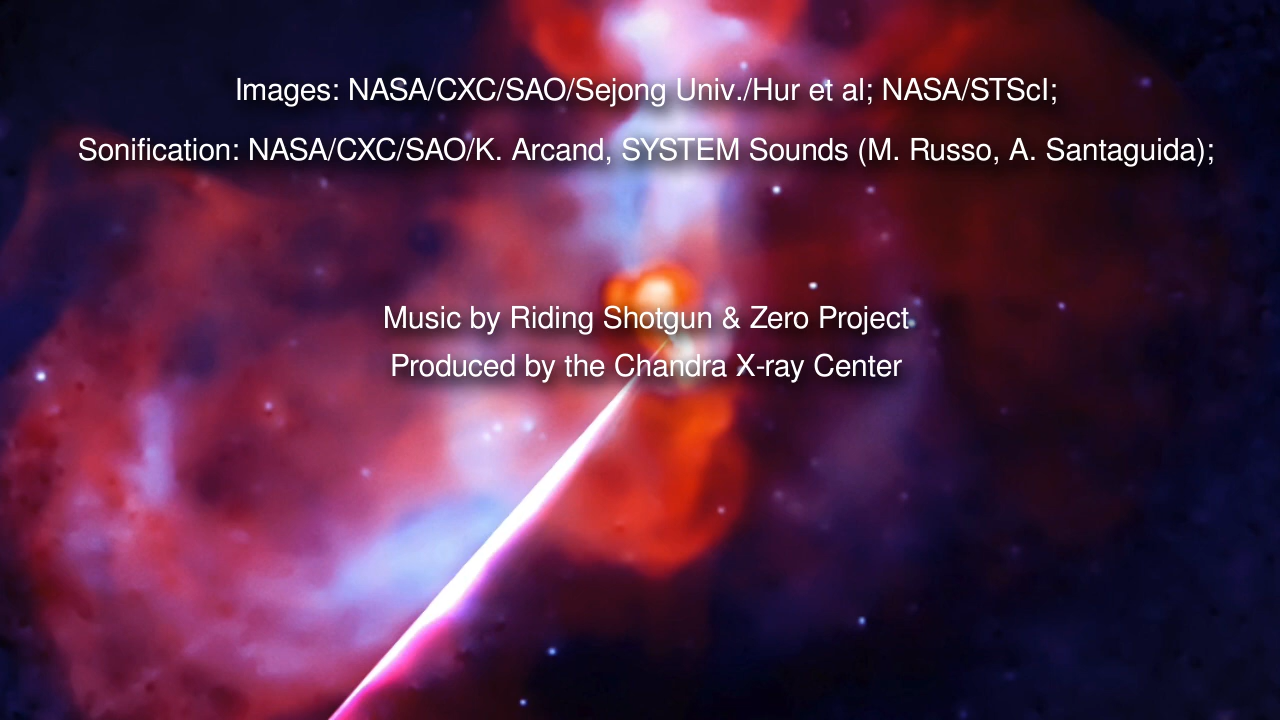 Images: NASA/CXC/SAO/Sejong Univ./Hur et al; NASA/STScI;
Sonification: NASA/CXC/SAO/K. Arcand, SYSTEM Sounds (M. Russo, A. Santaguida);
Music by Riding Shotgun & Zero Project
Produced by the Chandra X-ray Center